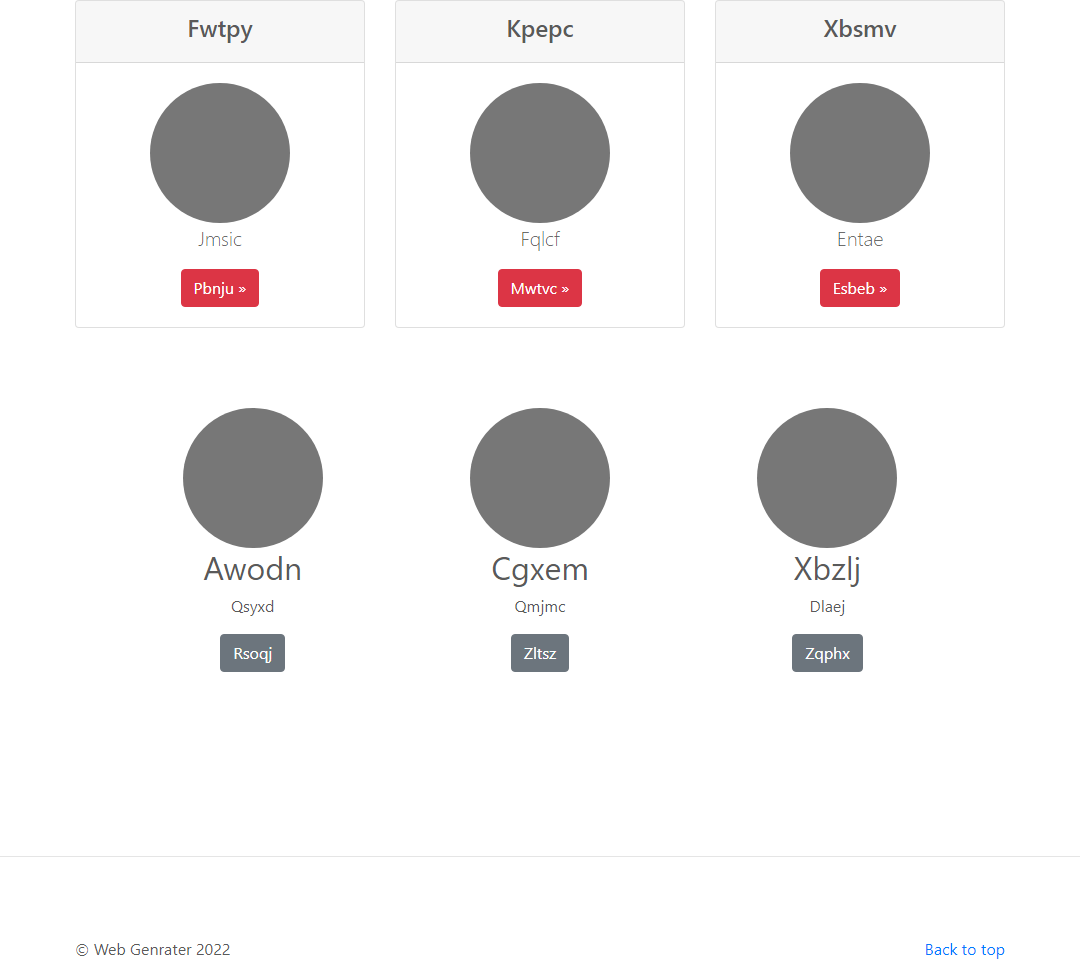 Fwtpy
Kpepc
Xbsmv
Jmsic
Fqlcf
Entae
Pbnju »
Mwtvc »
Esbeb »
Awodn
Cgxem
Xbzlj
Qsyxd
Qmjmc
Dlaej
Rsoqj
Zltsz
Zqphx
© Web Genrater 2022
Back to top